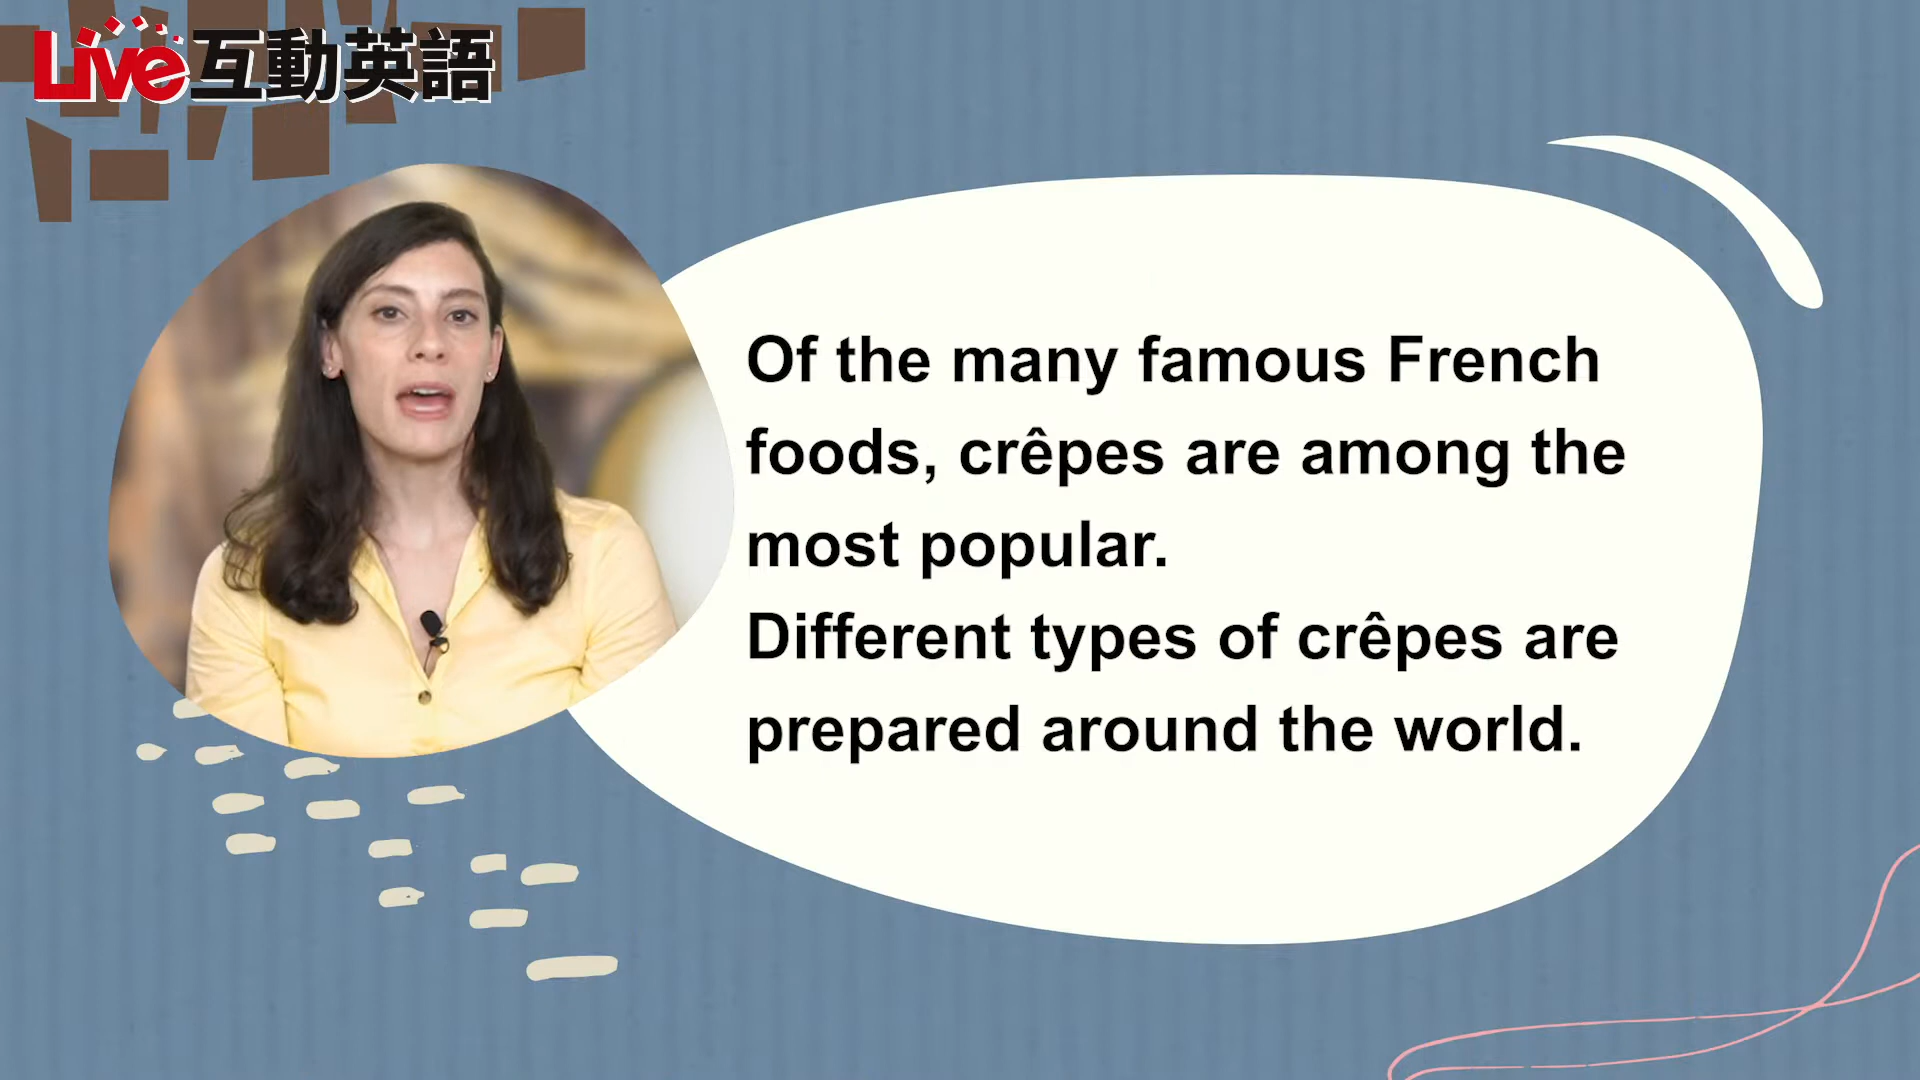 Live互動英語
Of the many famous French
foods, crêpes are among the
most popular.
Different types of crêpes are
prepared around the world.